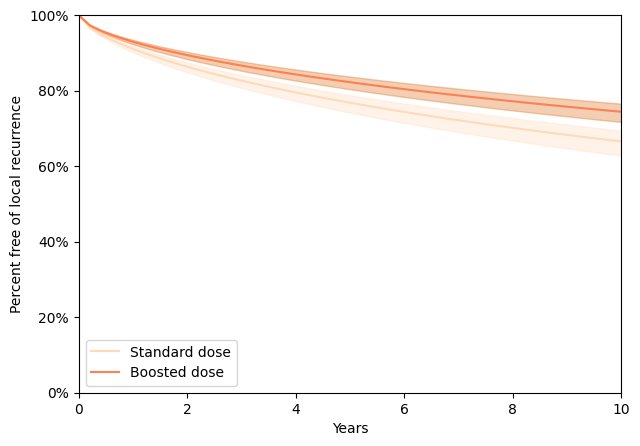 100%
80%
60%
40%
20%
0%
Percent free of local recurrence
Standard dose
Boosted dose
0 2 4 6 8 10
Years